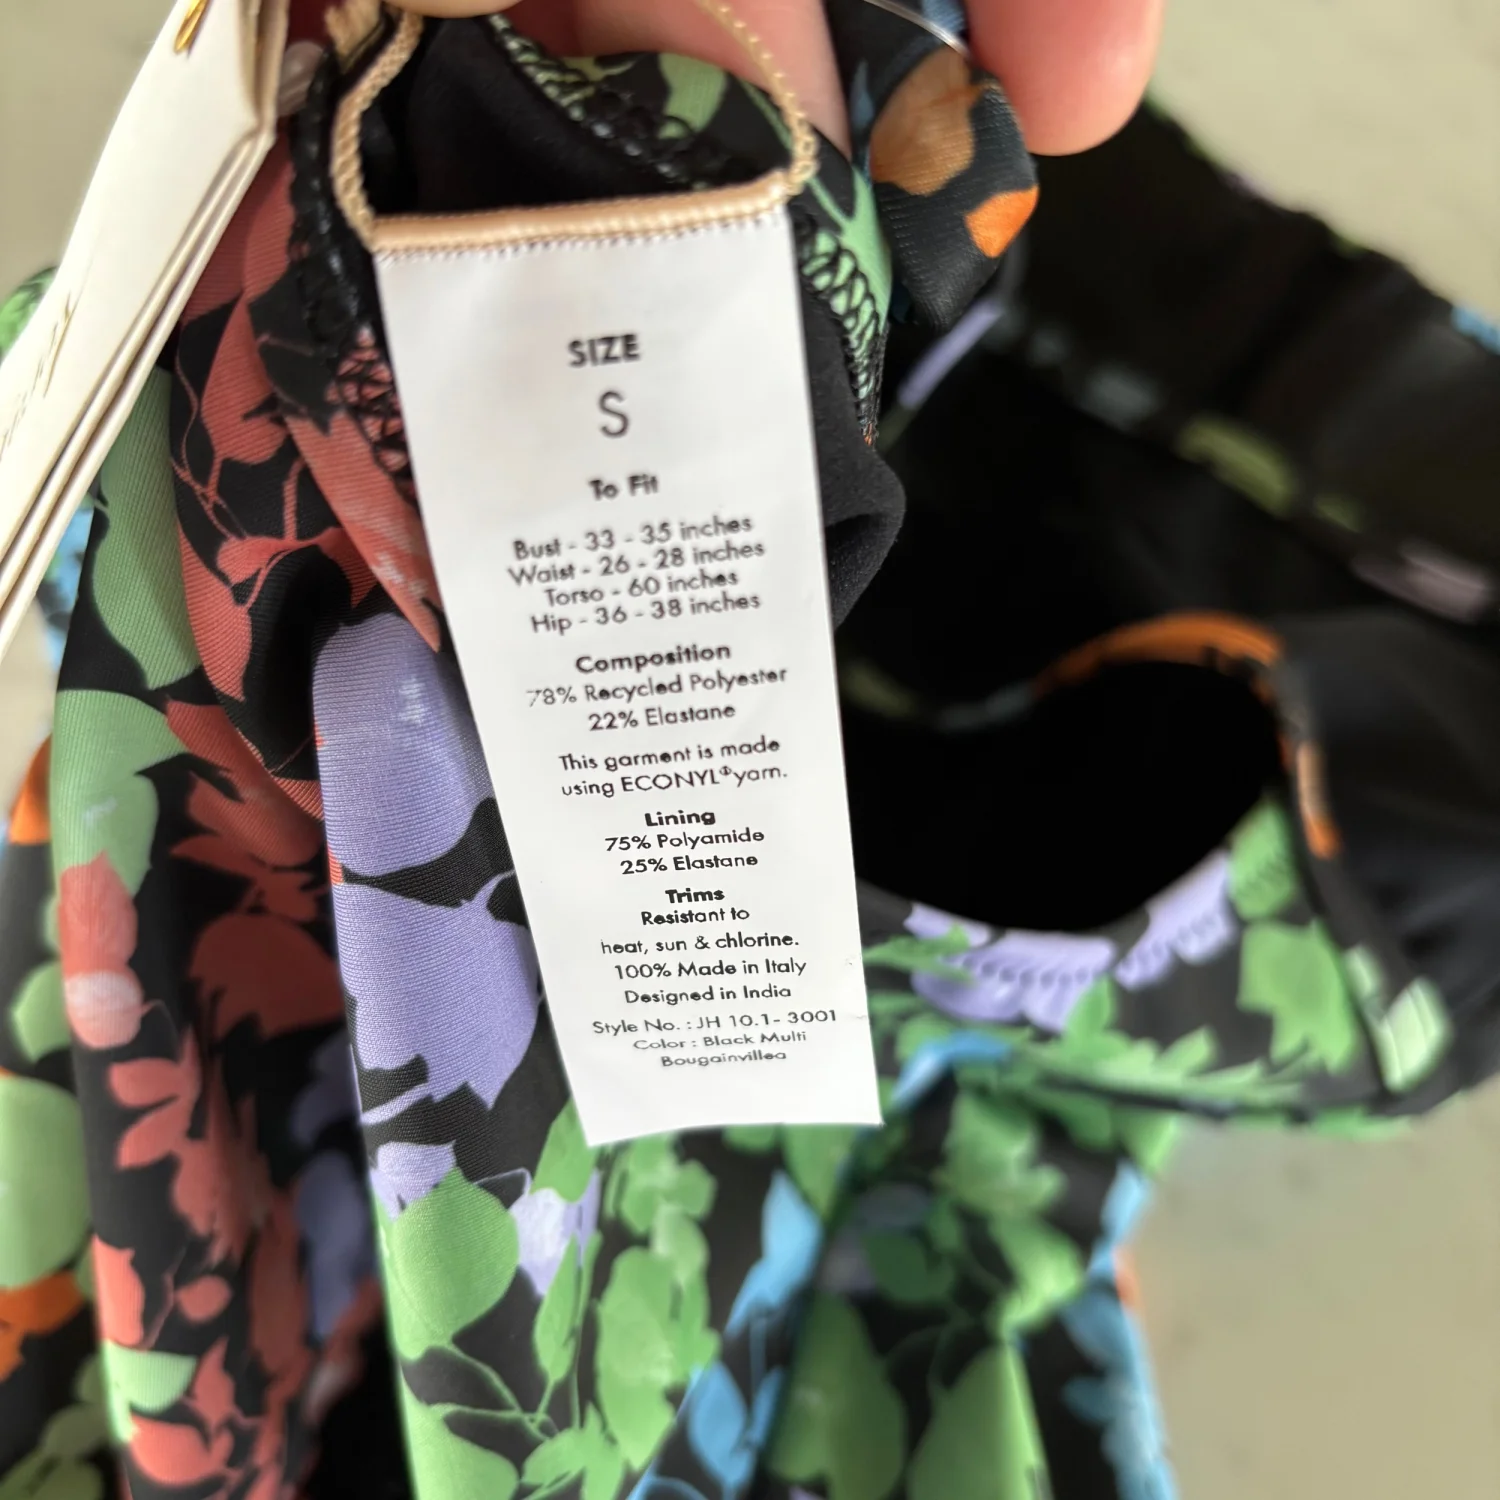 SIZE
S
To Fit
Bust - 33 - 35 inches
Waist - 26 - 28 inches
Torso - 60 inches
Hip - 36 - 38 inches
Composition
78% Recycled Polyester
22% Elastane
This garment is made
using ECONYL® yarn.
Lining
75% Polyamide
25% Elastane
Trims
Resistant to
heat, sun & chlorine.
100% Made in Italy
Designed in India
Style No. : JH 10.1- 3001
Color : Black Multi
Bougainvillea